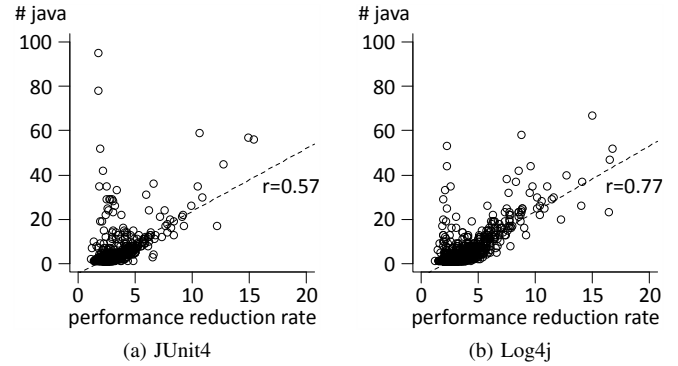 # java
100
80
60
40
20
0
r=0.57
0 5 10 15 20
performance reduction rate
(a) JUnit4
# java
100
80
60
40
20
0
r=0.77
0 5 10 15 20
performance reduction rate
(b) Log4j